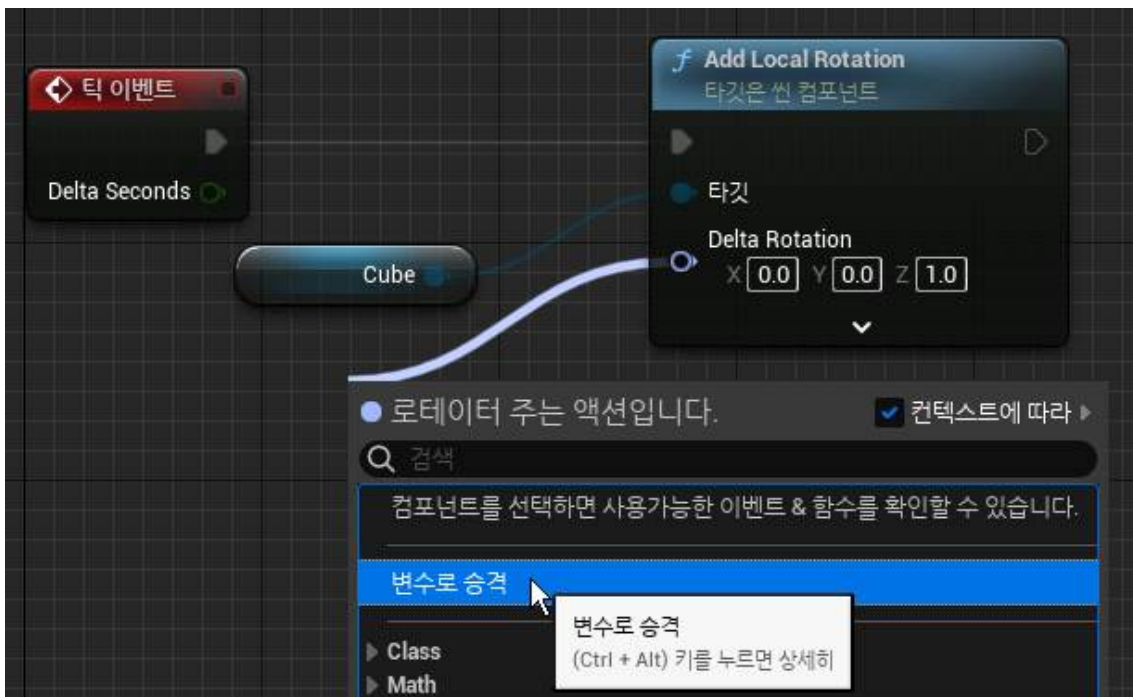 틱 이벤트
Delta Seconds
Cube
f Add Local Rotation
타깃은 씬 컴포넌트
타깃
Delta Rotation
X 0.0 Y 0.0 Z 1.0
로테이터 주는 액션입니다.
컨텍스트에 따라
검색
컴포넌트를 선택하면 사용가능한 이벤트 & 함수를 확인할 수 있습니다.
변수로 승격
변수로 승격
(Ctrl + Alt) 키를 누르면 상세히
Class
Math